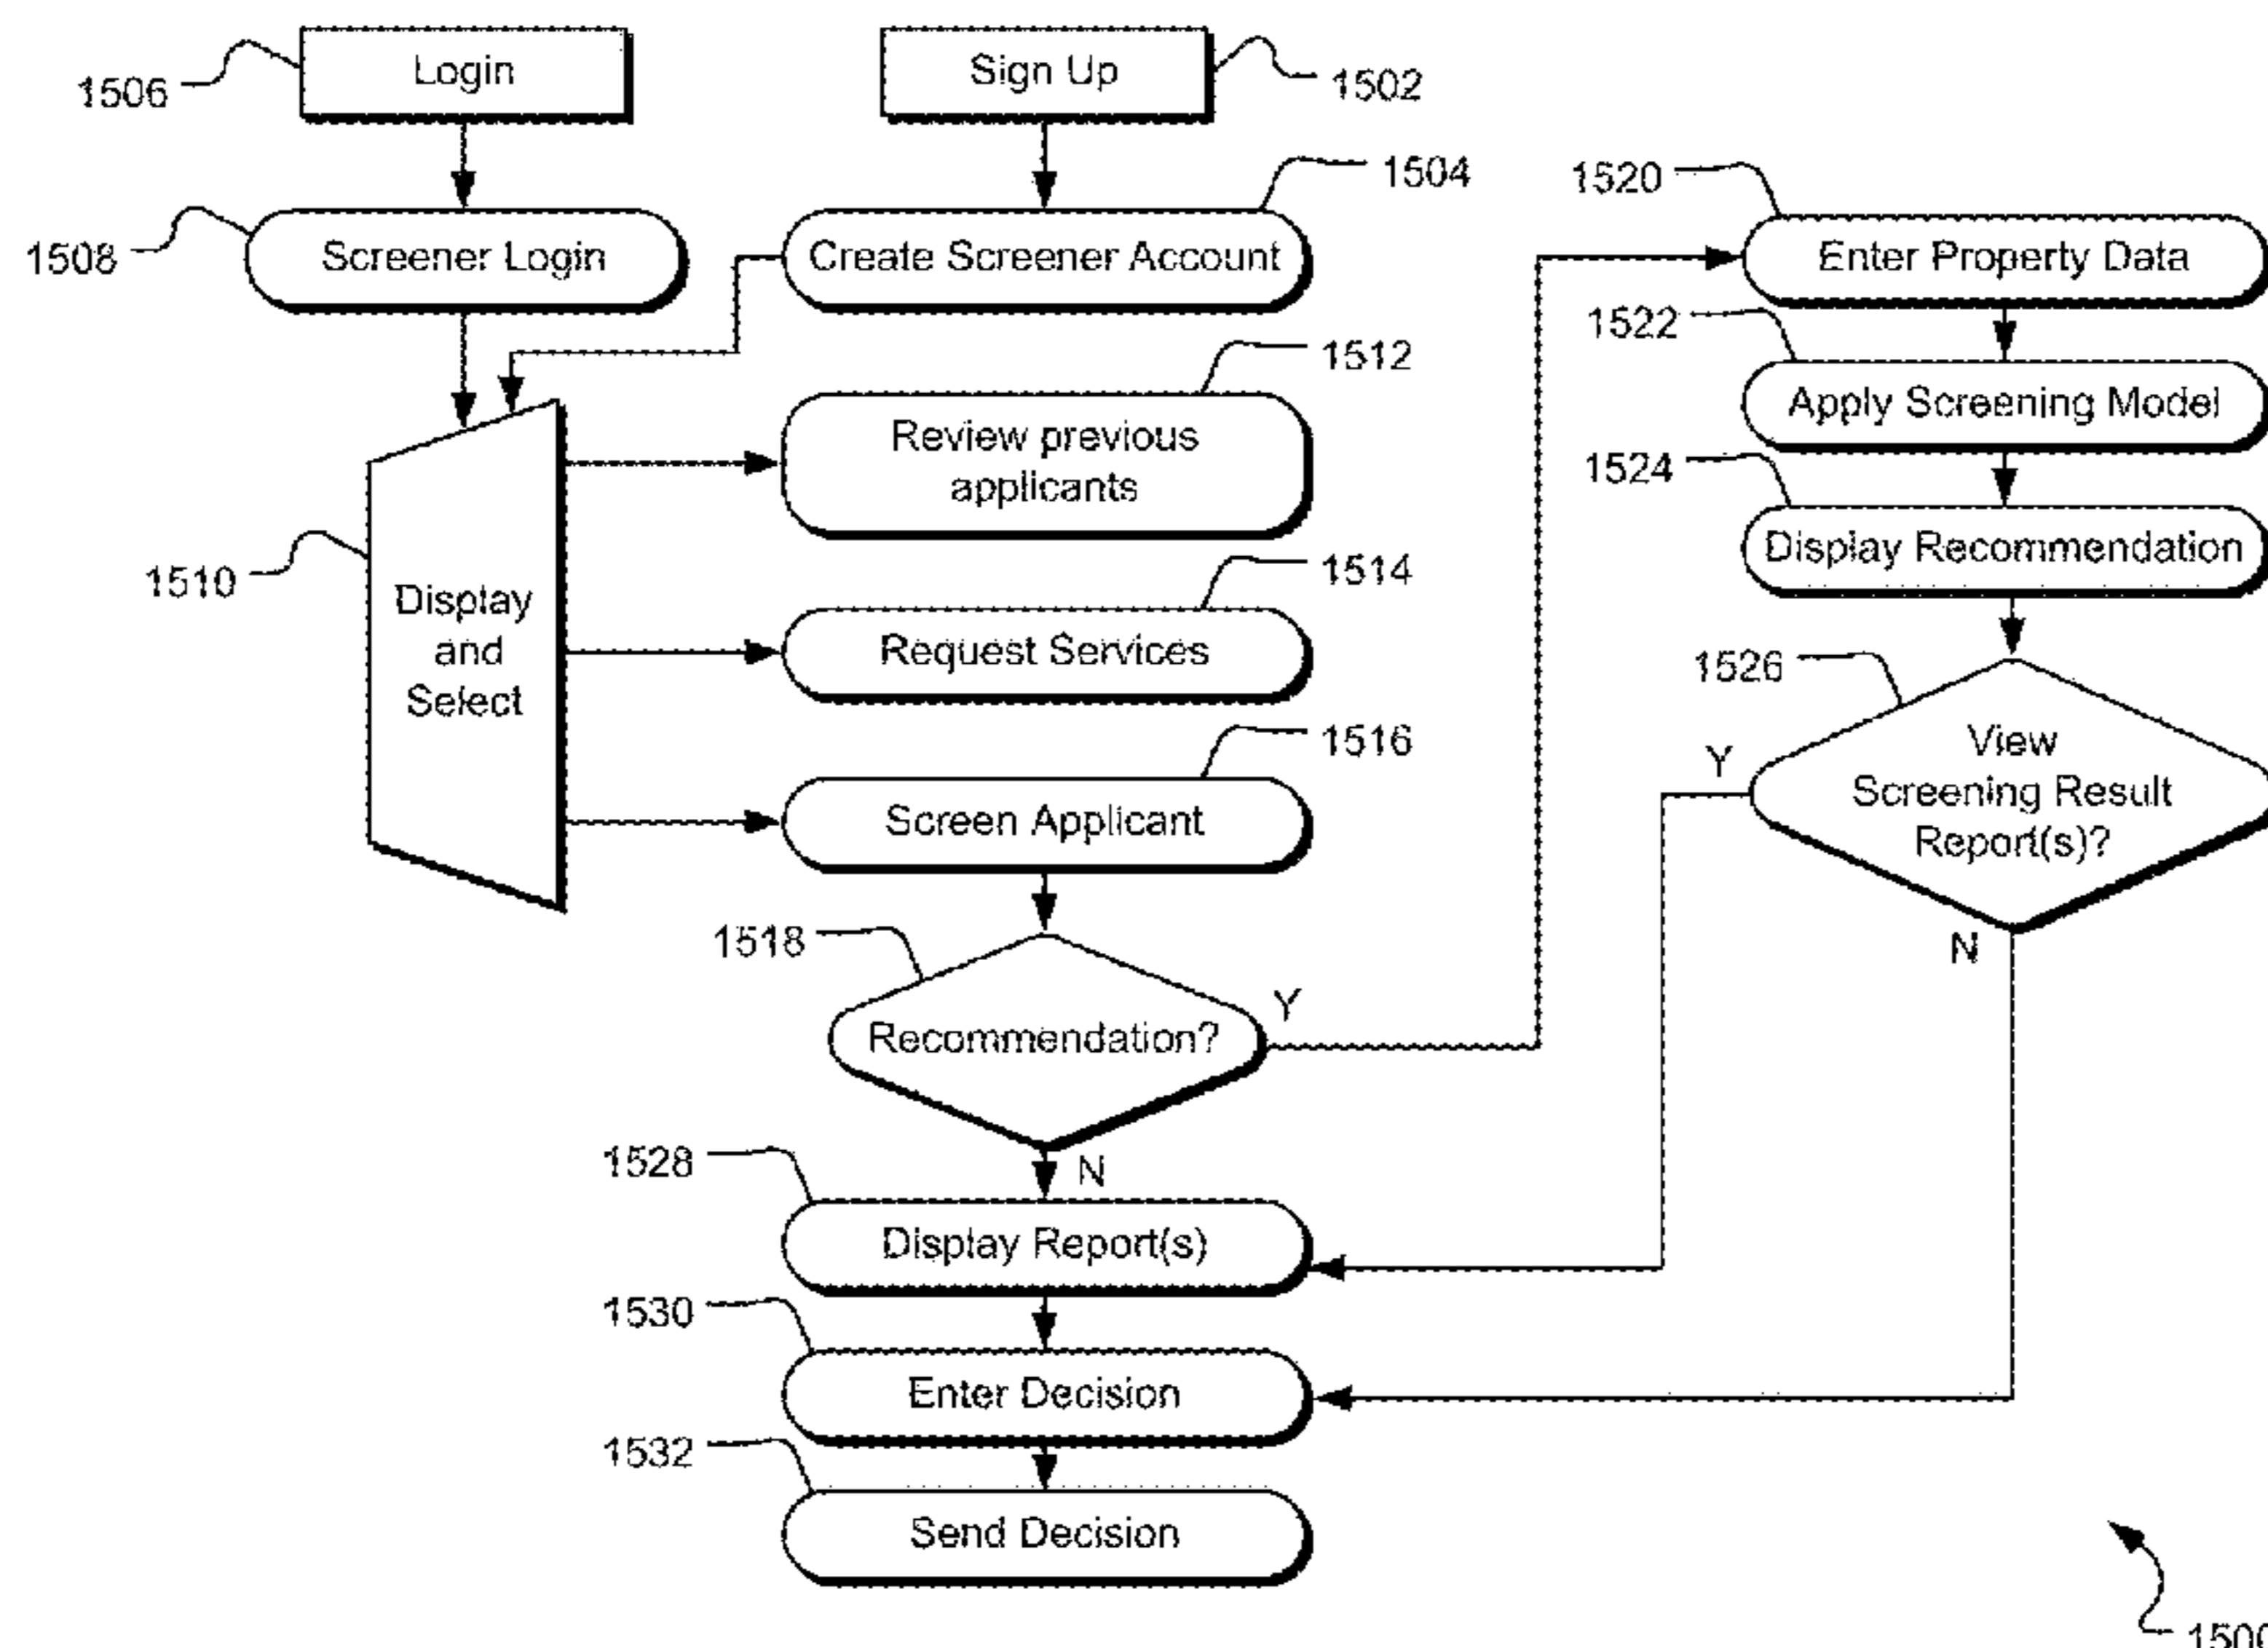 Login
1506
Sign Up
1502
1504
1508
Screener Login
Create Screener Account
1520
Enter Property Data
1522
Apply Screening Model
1512
Review previous
applicants
1524
Display Recommendation
1510
Display
and
Select
1514
Request Services
1526
View
Screening Result
Report(s)?
Y
N
1516
Screen Applicant
1518
Recommendation?
Y
N
1528
Display Report(s)
1530
Enter Decision
1532
Send Decision
1500